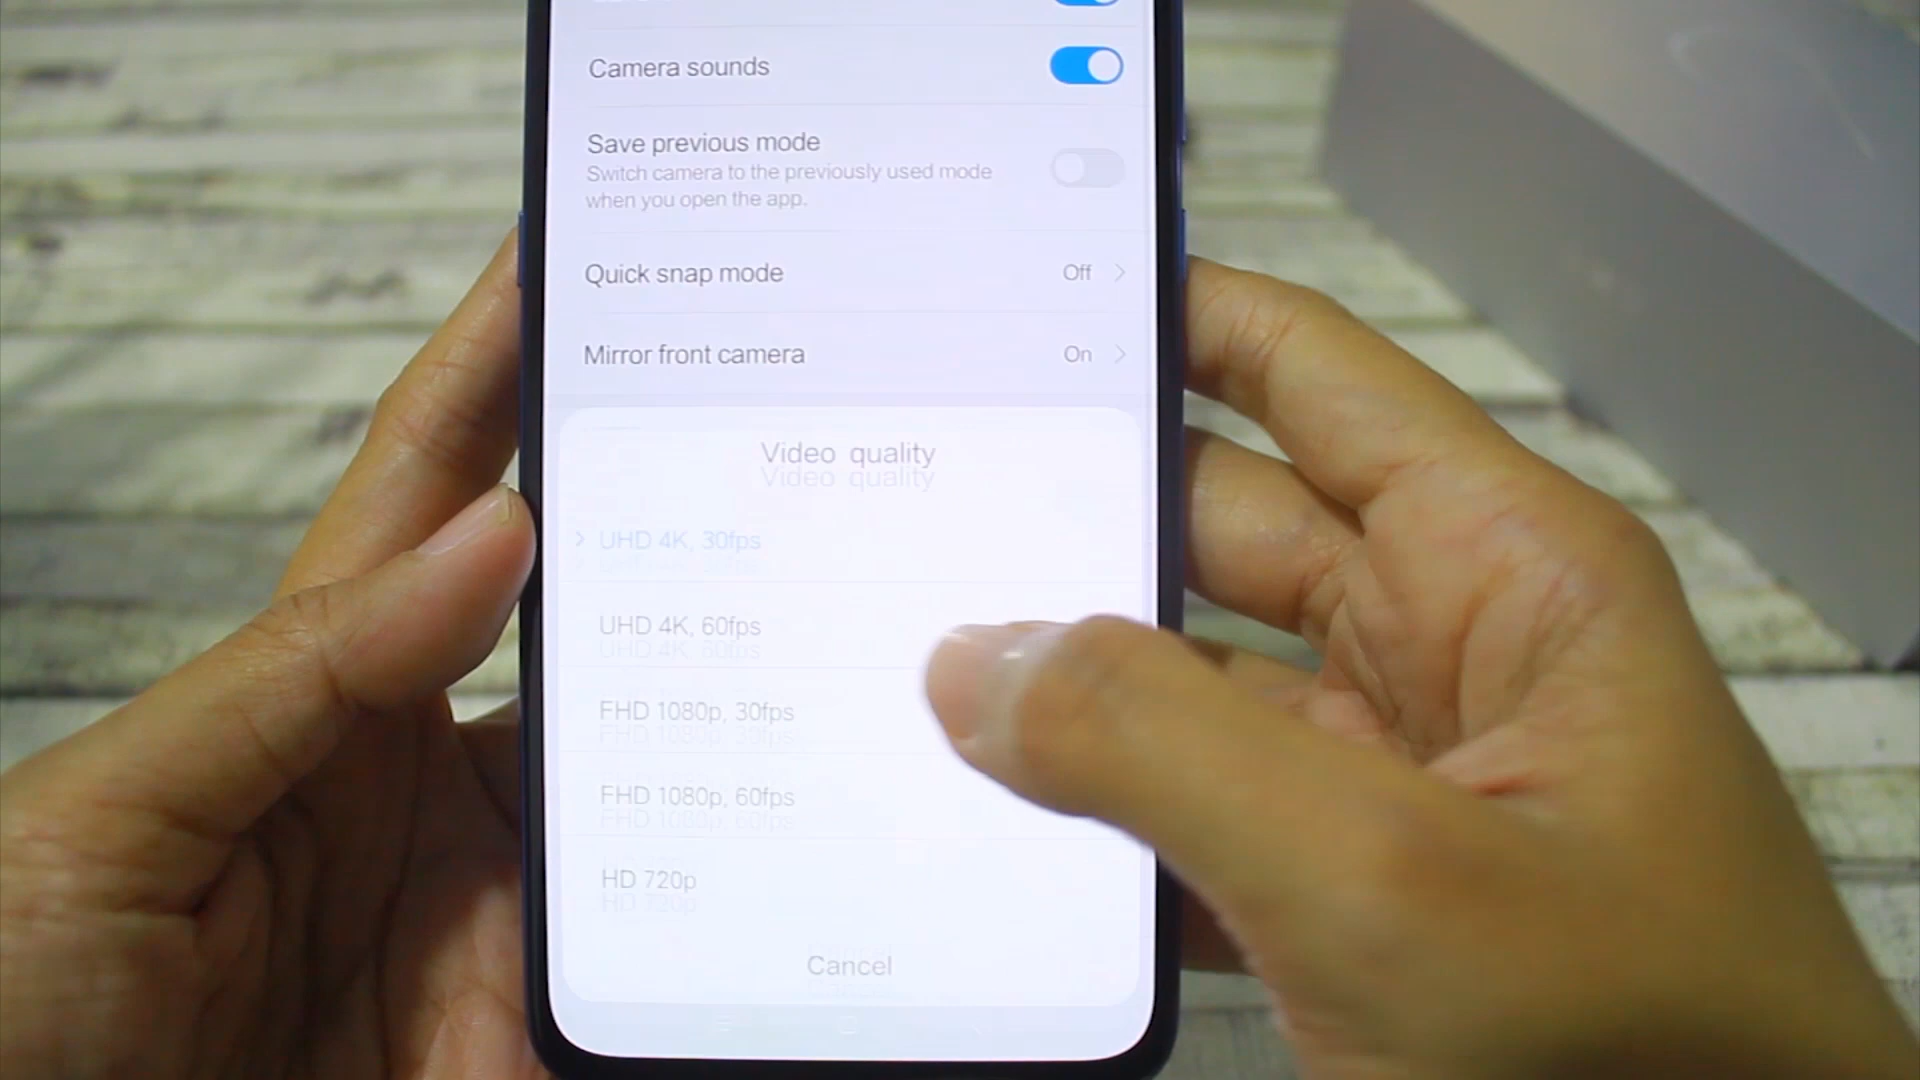 Camera sounds
Save previous mode
Switch camera to the previously used mode
when you open the app.
Quick snap mode Off
Mirror front camera On
Video quality
UHD 4K, 30fps
UHD 4K, 60fps
FHD 1080p, 30fps
FHD 1080p, 60fps
HD 720p
Cancel